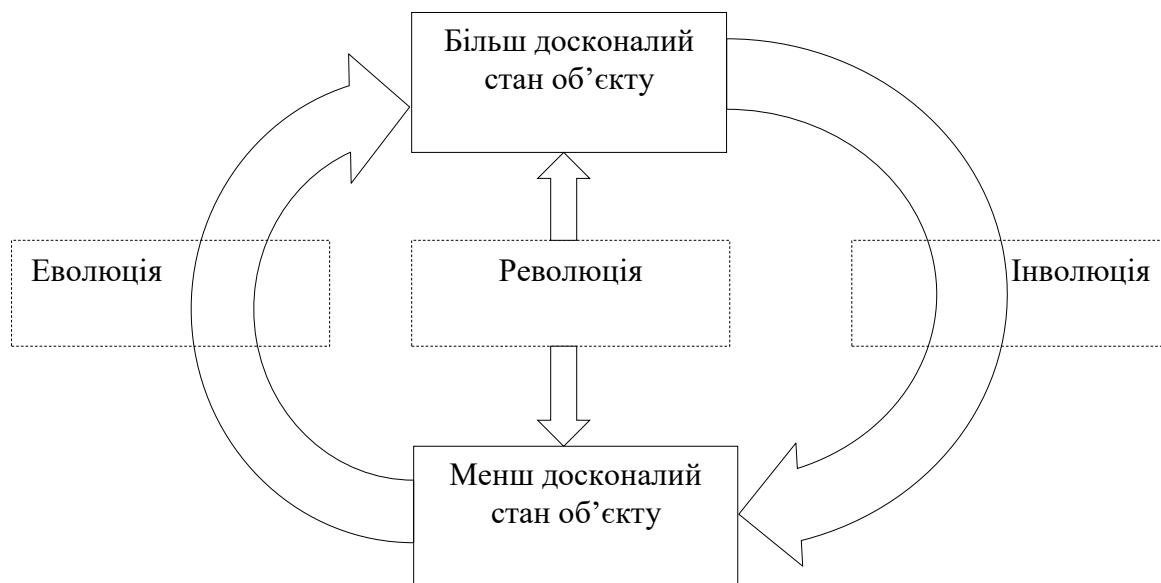 Більш досконалий
стан об’єкту
Еволюція
Революція
Інволюція
Менш досконалий
стан об’єкту